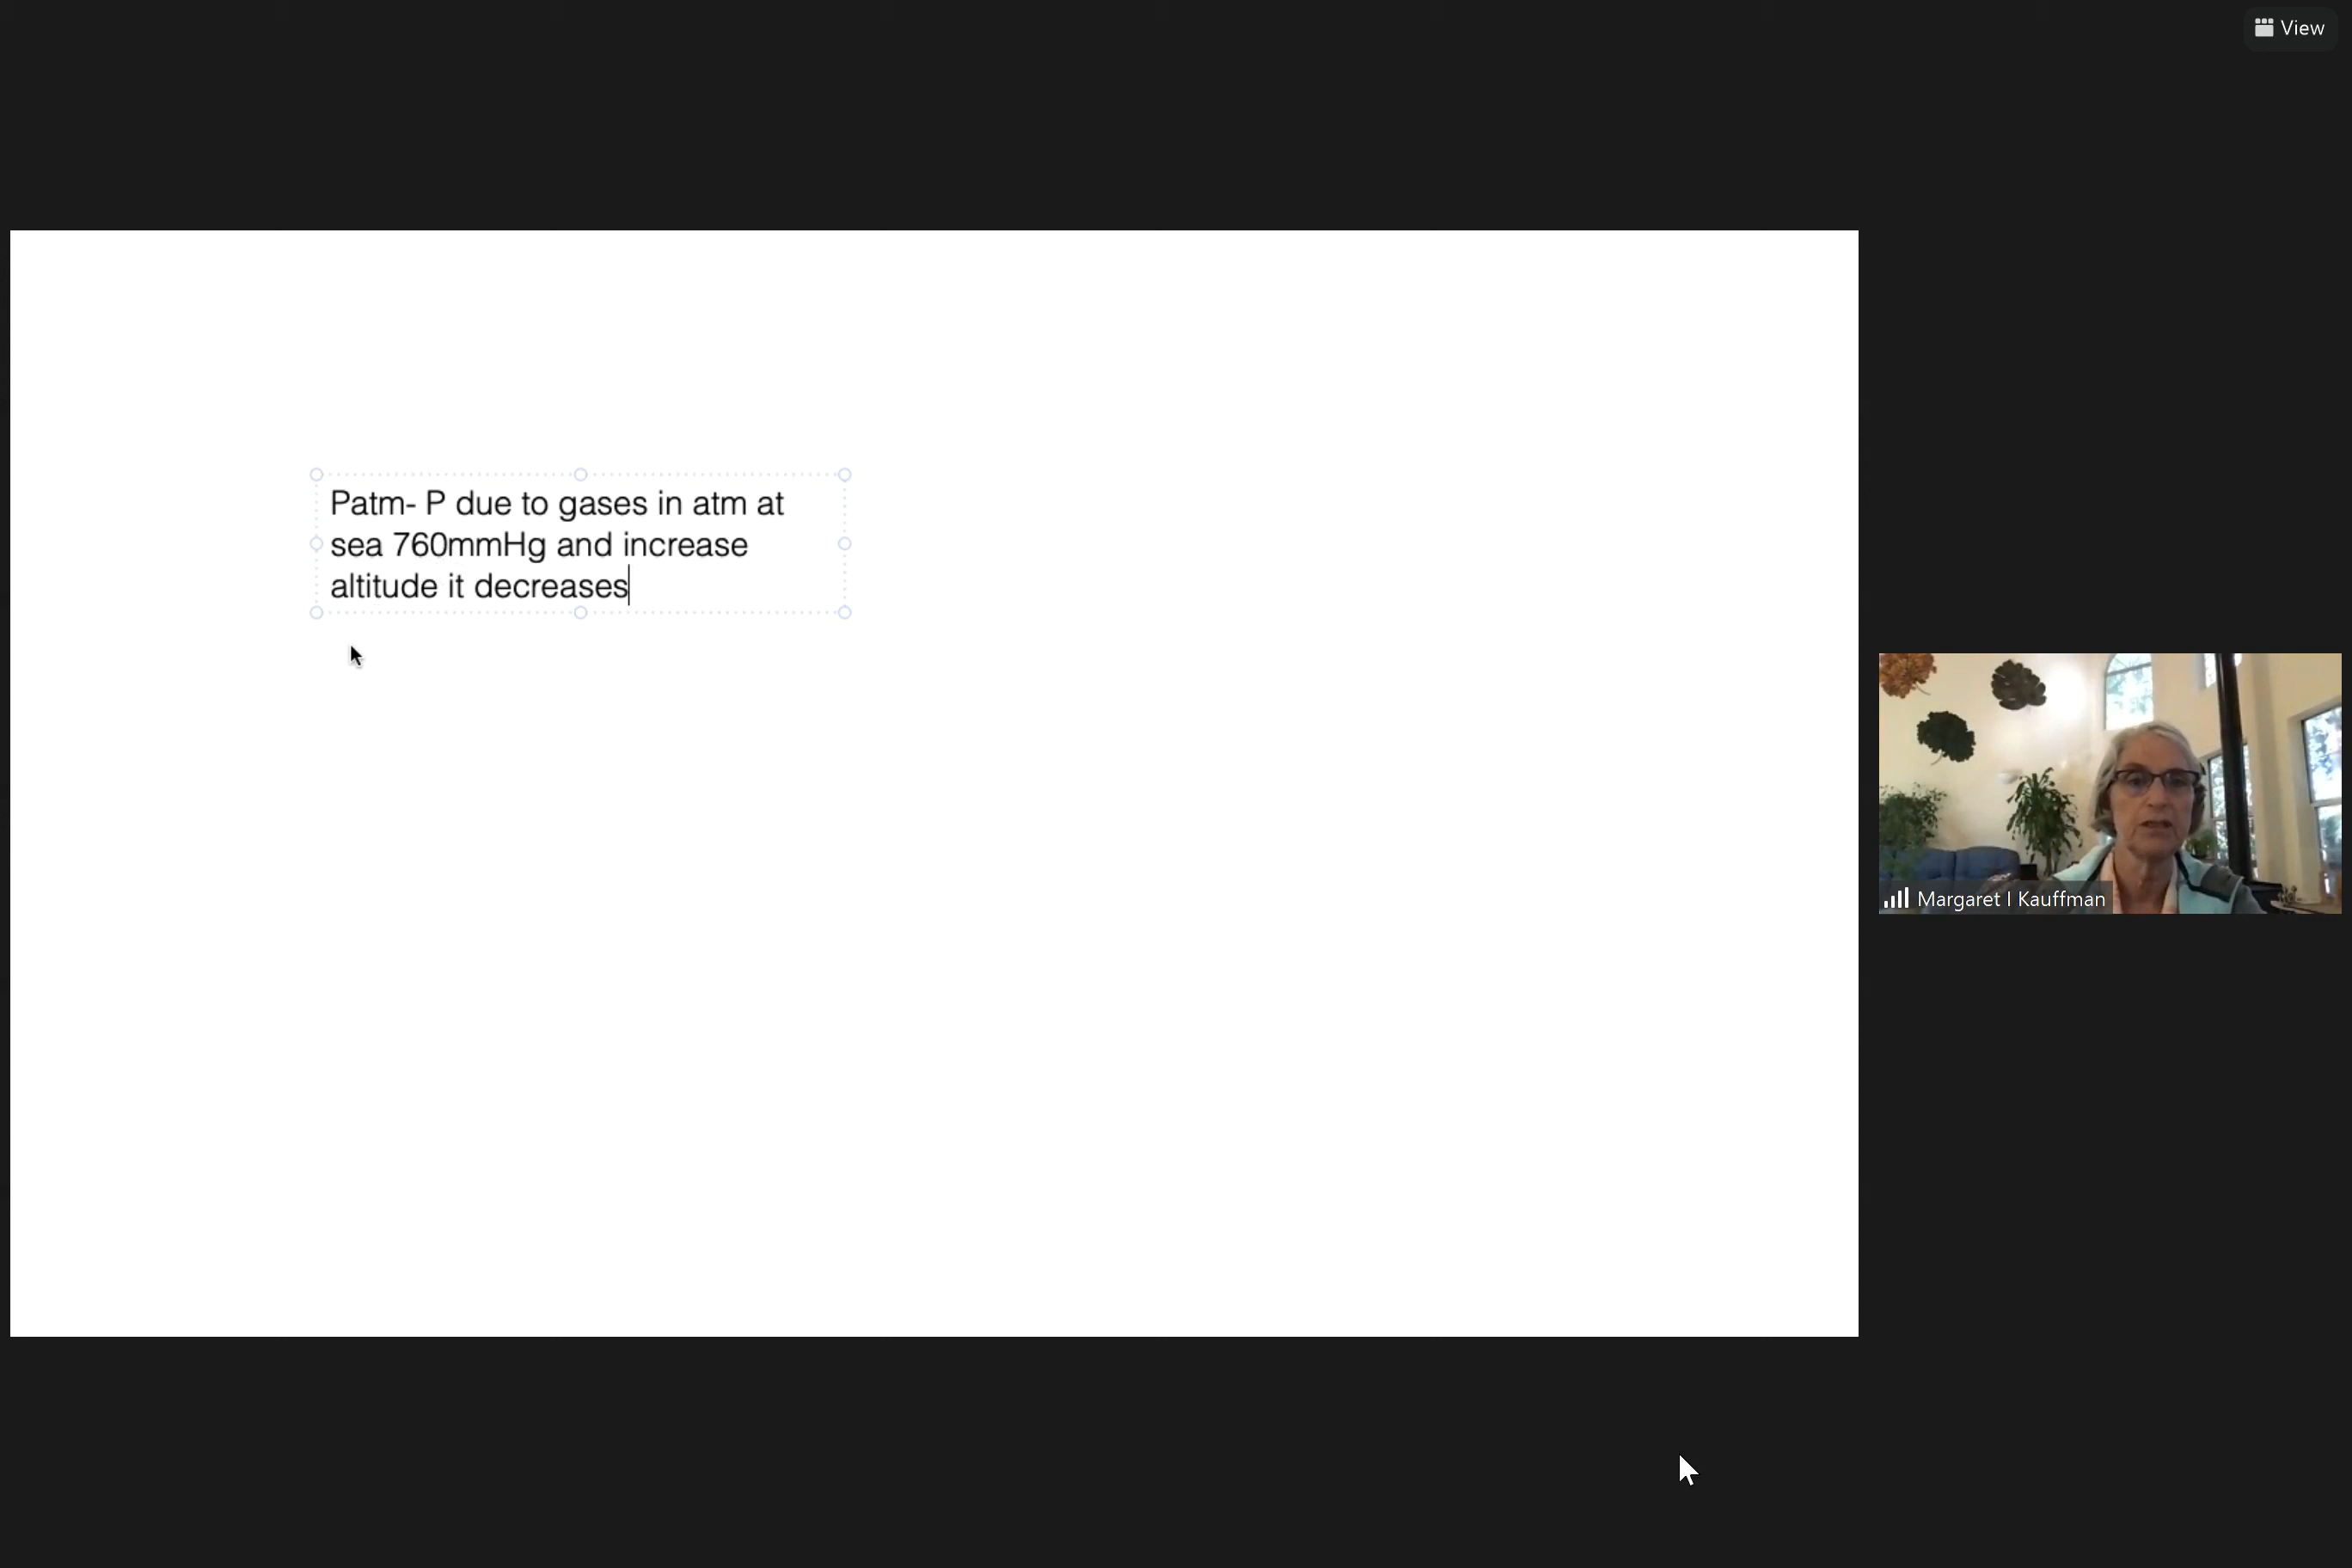 View
Patm- P due to gases in atm at
sea 760mmHg and increase
altitude it decreases
Margaret I Kauffman